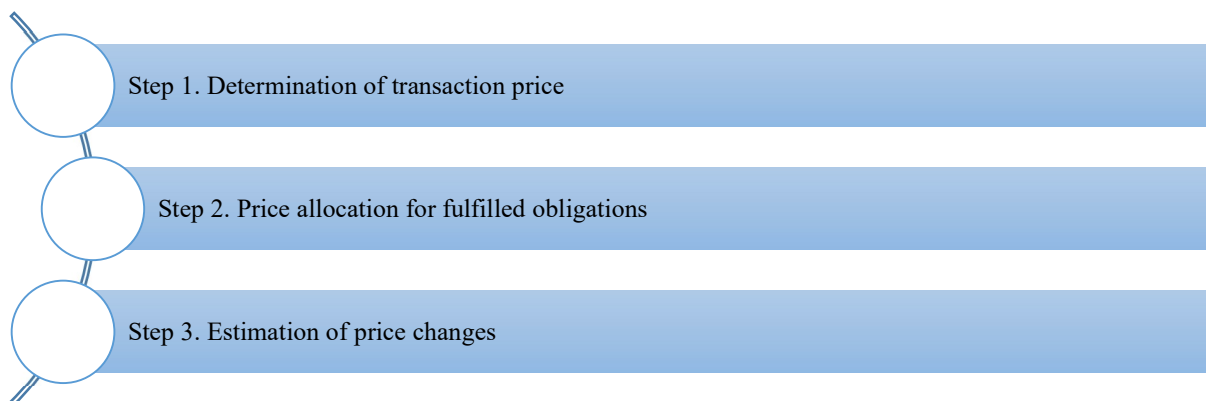 Step 1. Determination of transaction price
Step 2. Price allocation for fulfilled obligations
Step 3. Estimation of price changes